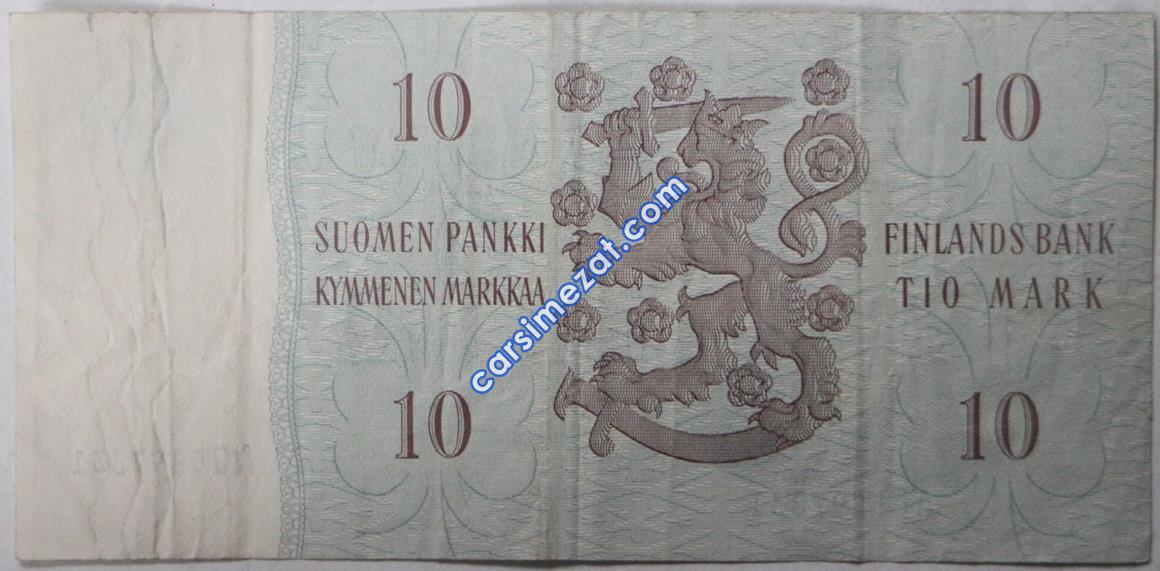 10
10
SUOMEN PANKKI
KYMMENEN MARKKAA
FINLANDS BANK
TIO MARK
10
10
carsimezat.com